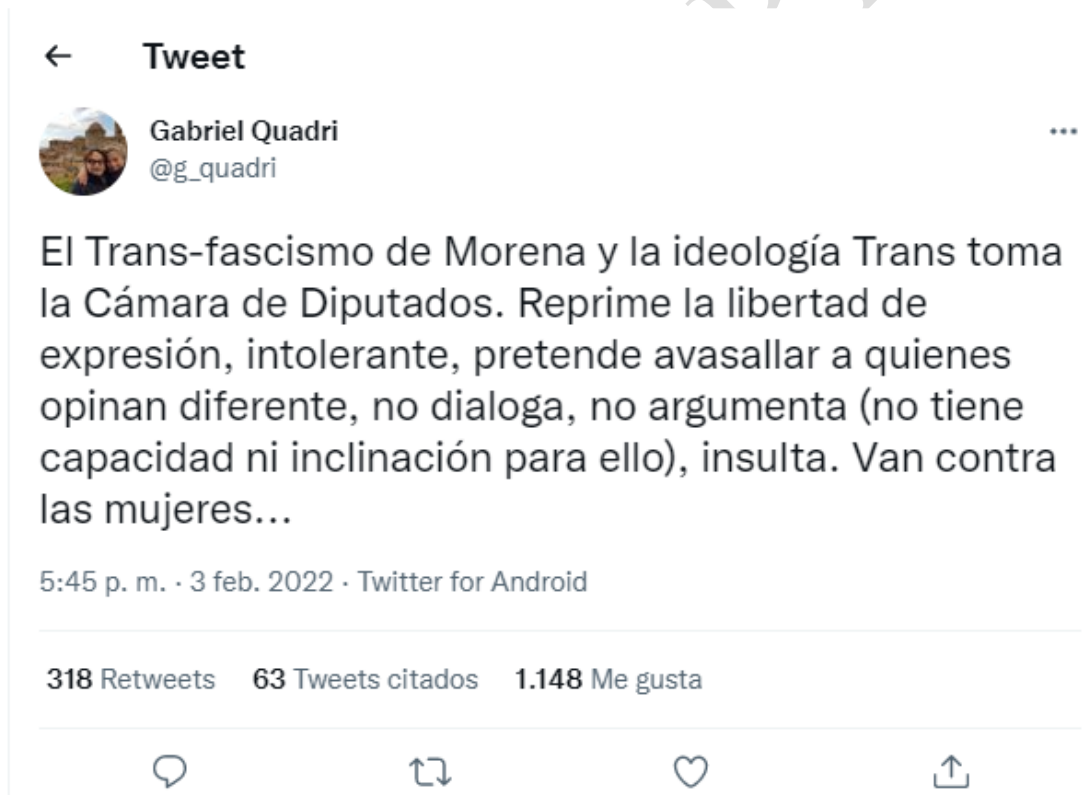 Tweet
Gabriel Quadri
@g_quadri
El Trans-fascismo de Morena y la ideología Trans toma
la Cámara de Diputados. Reprime la libertad de
expresión, intolerante, pretende avasallar a quienes
opinan diferente, no dialoga, no argumenta (no tiene
capacidad ni inclinación para ello), insulta. Van contra
las mujeres...
5:45 p. m. · 3 feb. 2022 · Twitter for Android
318 Retweets 63 Tweets citados 1.148 Me gusta